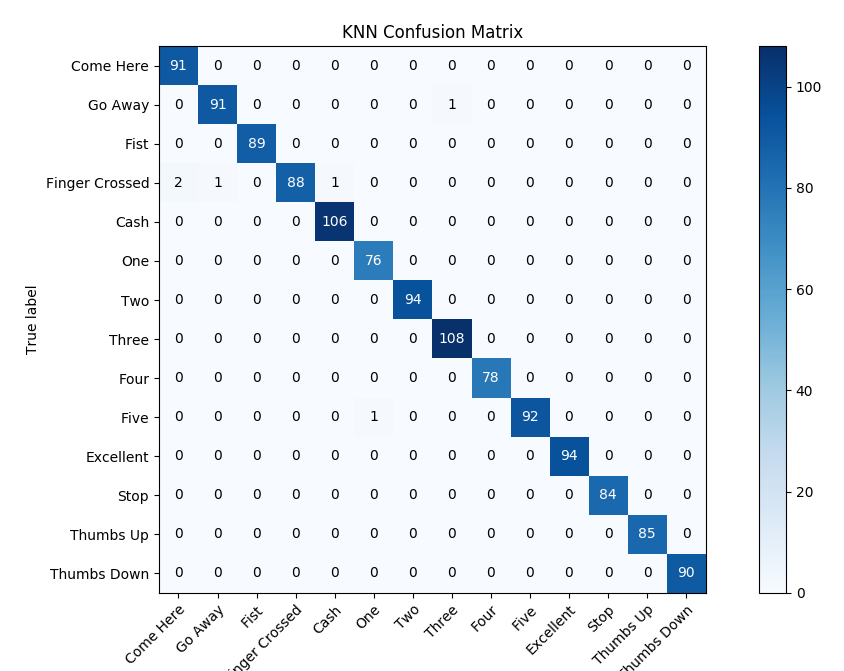 KNN Confusion Matrix
Come Here 91 0 0 0 0 0 0 0 0 0 0 0 0 0
Go Away 0 91 0 0 0 0 0 1 0 0 0 0 0 0
Fist 0 0 89 0 0 0 0 0 0 0 0 0 0 0
Finger Crossed 2 1 0 88 1 0 0 0 0 0 0 0 0 0
Cash 0 0 0 0 106 0 0 0 0 0 0 0 0 0
One 0 0 0 0 0 76 0 0 0 0 0 0 0 0
Two 0 0 0 0 0 0 94 0 0 0 0 0 0 0
Three 0 0 0 0 0 0 0 108 0 0 0 0 0 0
Four 0 0 0 0 0 0 0 0 78 0 0 0 0 0
Five 0 0 0 0 0 1 0 0 0 92 0 0 0 0
Excellent 0 0 0 0 0 0 0 0 0 0 94 0 0 0
Stop 0 0 0 0 0 0 0 0 0 0 0 84 0 0
Thumbs Up 0 0 0 0 0 0 0 0 0 0 0 0 85 0
Thumbs Down 0 0 0 0 0 0 0 0 0 0 0 0 0 90
True label
Come Here
Go Away
Fist
inger Crossed
Cash
One
Two
Three
Four
Five
Excellent
Stop
Thumbs Up
humbs Down
100
80
60
40
20
0